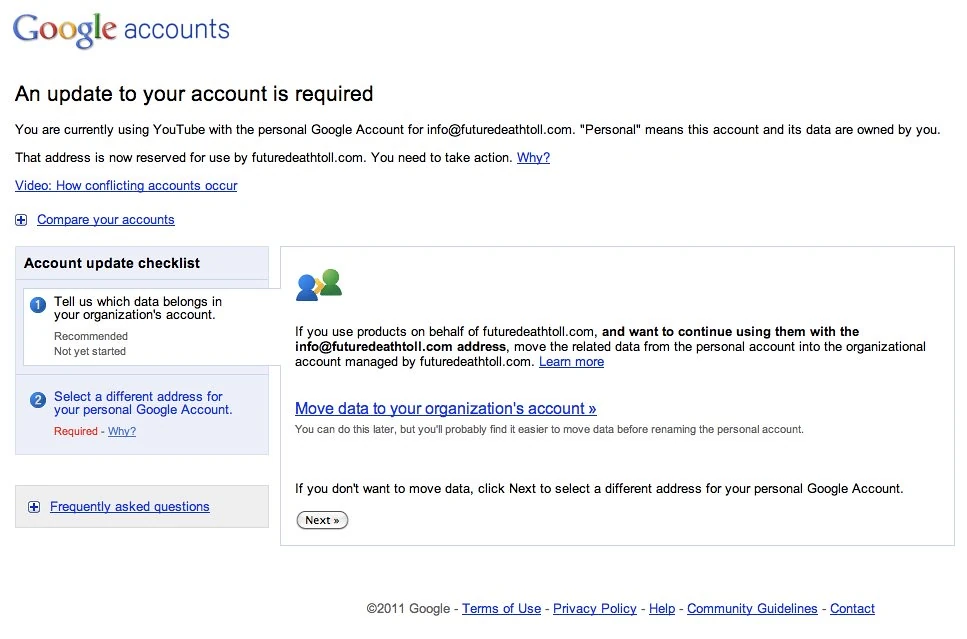 Google accounts
An update to your account is required
You are currently using YouTube with the personal Google Account for info@futuredeathtoll.com. "Personal" means this account and its data are owned by you.
That address is now reserved for use by futuredeathtoll.com. You need to take action. Why?
Video: How conflicting accounts occur
Compare your accounts
Account update checklist
1 Tell us which data belongs in
your organization's account.
Recommended
Not yet started
2 Select a different address for
your personal Google Account.
Required - Why?
Frequently asked questions
If you use products on behalf of futuredeathtoll.com, and want to continue using them with the
info@futuredeathtoll.com address, move the related data from the personal account into the organizational
account managed by futuredeathtoll.com. Learn more
Move data to your organization's account »
You can do this later, but you'll probably find it easier to move data before renaming the personal account.
If you don't want to move data, click Next to select a different address for your personal Google Account.
Next »
©2011 Google - Terms of Use - Privacy Policy - Help - Community Guidelines - Contact